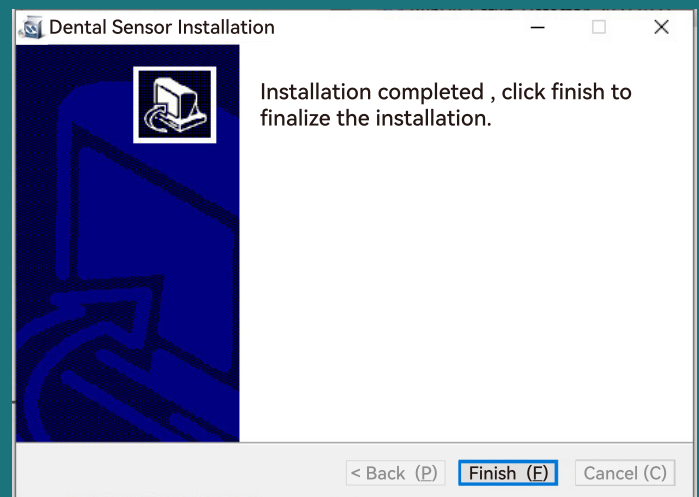 Dental Sensor Installation
Installation completed , click finish to
finalize the installation.
< Back (P)
Finish (F)
Cancel (C)